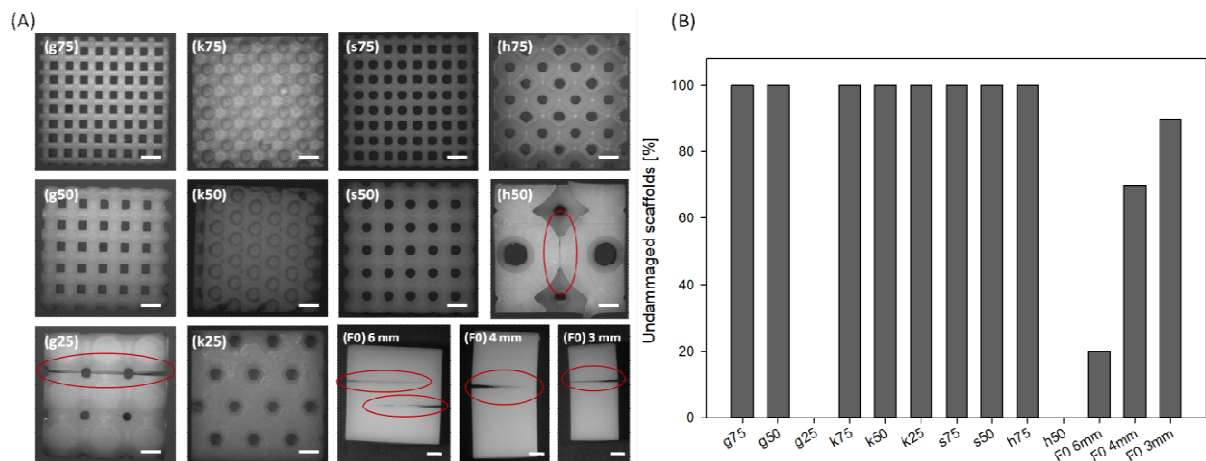 (A)
(B)
(g75)
(k75)
(s75)
(h75)
(g50)
(k50)
(s50)
(h50)
(g25)
(k25)
(F0) 6 mm
(F0) 4 mm
(F0) 3 mm
Undammaged scaffolds [%]
100
80
60
40
20
0
g75
g50
g25
k75
k50
k25
s75
s50
h75
h50
F0 6mm
F0 4mm
F0 3mm